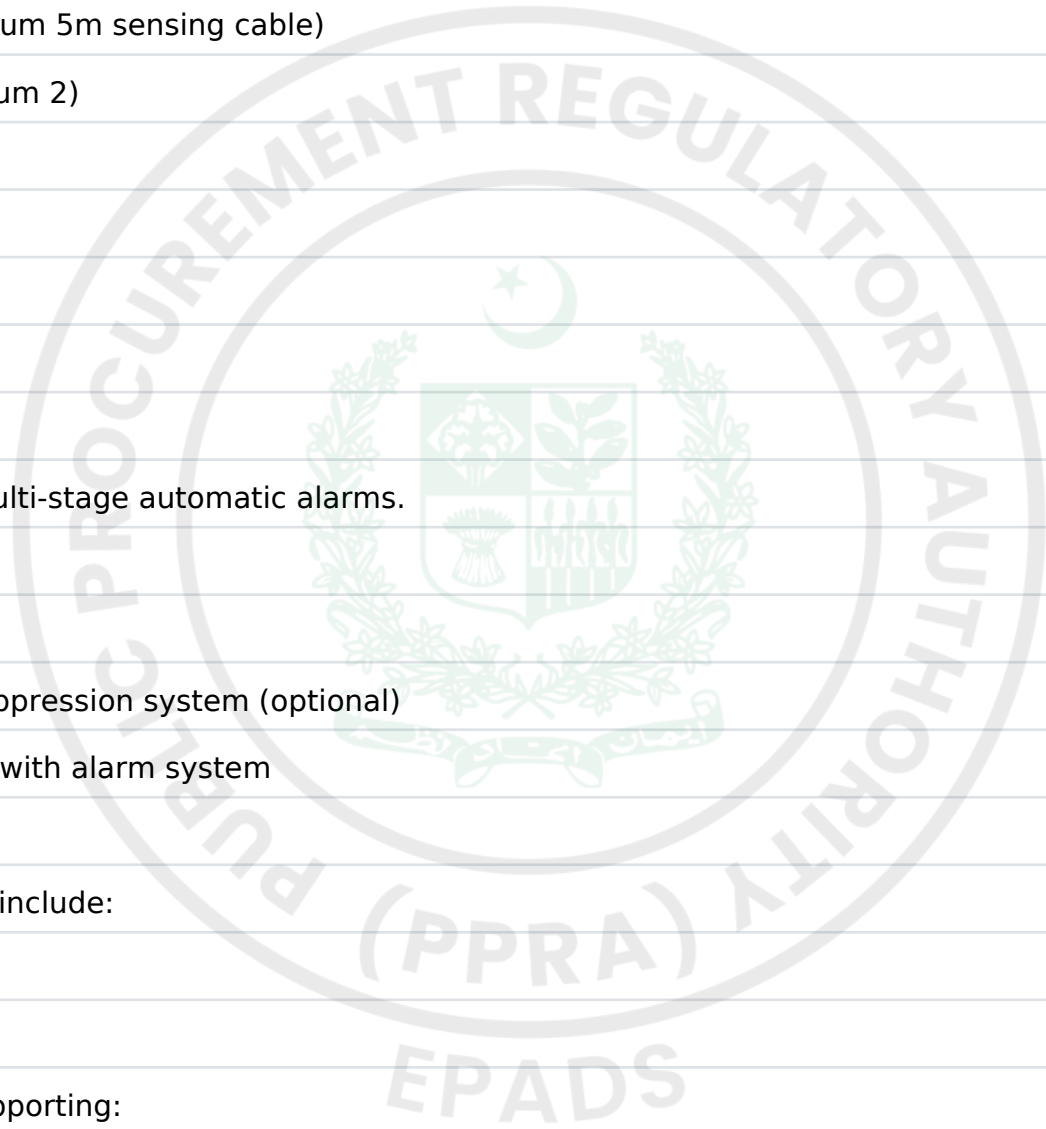 um 5m sensing cable)
um 2)
ulti-stage automatic alarms.
ppression system (optional)
with alarm system
include:
pporting:
PUBLIC PROCUREMENT REGULATORY AUTHORITY
(PPRA)
EPADS